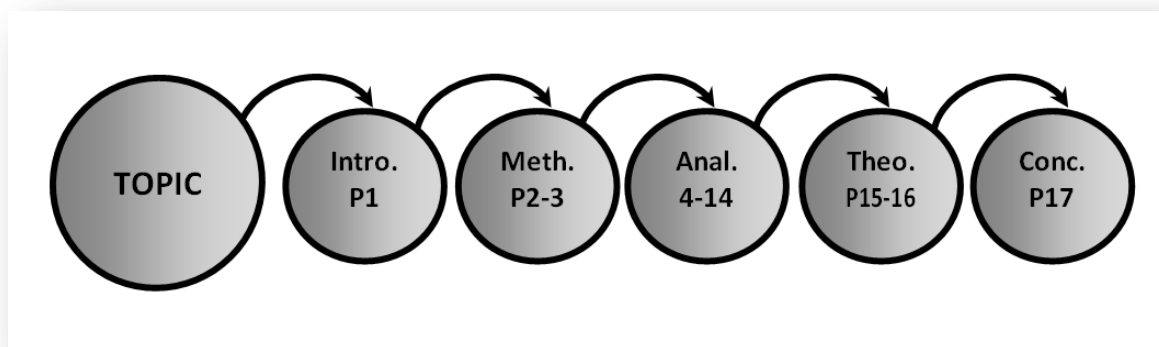 TOPIC
Intro.
P1
Meth.
P2-3
Anal.
4-14
Theo.
P15-16
Conc.
P17